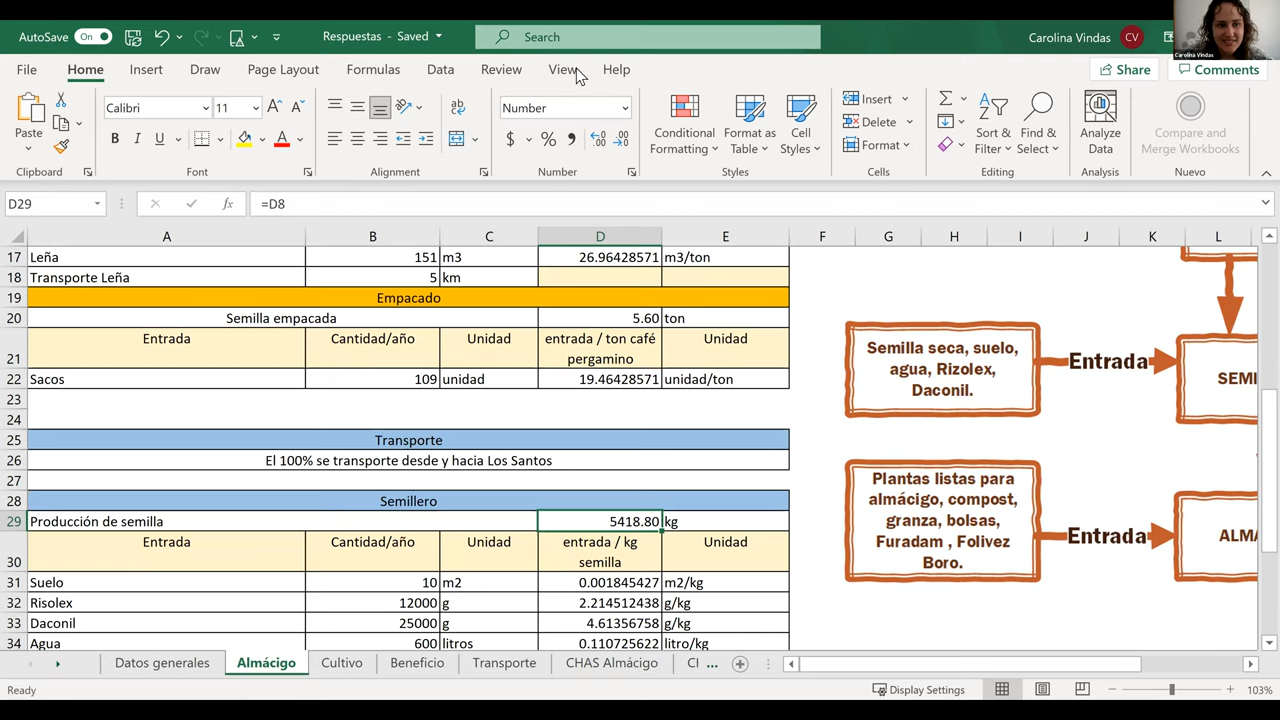 AutoSave On Respuestas - Saved Search Carolina Vindas CV Carolina Vindas
File Home Insert Draw Page Layout Formulas Data Review View Help Share Comments
Paste Calibri 11 A A ab Number Conditional Formatting Format as Table Cell Styles Insert Delete Format Sort & Filter Find & Select Analyze Data Compare and Merge Workbooks
B I U A $ % 9
Clipboard Font Alignment Number Styles Cells Editing Analysis Nuevo
D29 fx =D8
A B C D E F G H I J K L
17 Leña 151 m3 26.96428571 m3/ton
18 Transporte Leña 5 km
19 Empacado
20 Semilla empacada 5.60 ton
21 Entrada Cantidad/año Unidad entrada / ton café pergamino Unidad
22 Sacos 109 unidad 19.46428571 unidad/ton
23
24
25 Transporte
26 El 100% se transporte desde y hacia Los Santos
27
28 Semillero
29 Producción de semilla 5418.80 kg
30 Entrada Cantidad/año Unidad entrada / kg semilla Unidad
31 Suelo 10 m2 0.001845427 m2/kg
32 Risolex 12000 g 2.214512438 g/kg
33 Daconil 25000 g 4.61356758 g/kg
34 Agua 600 litros 0.110725622 litro/kg
Semilla seca, suelo,
agua, Rizolex,
Daconil.
Entrada
SEMI
Plantas listas para
almácigo, compost,
granza, bolsas,
Furadam , Folivez
Boro.
Entrada
ALMA
Datos generales Almácigo Cultivo Beneficio Transporte CHAS Almácigo CI ...
Ready Display Settings 103%